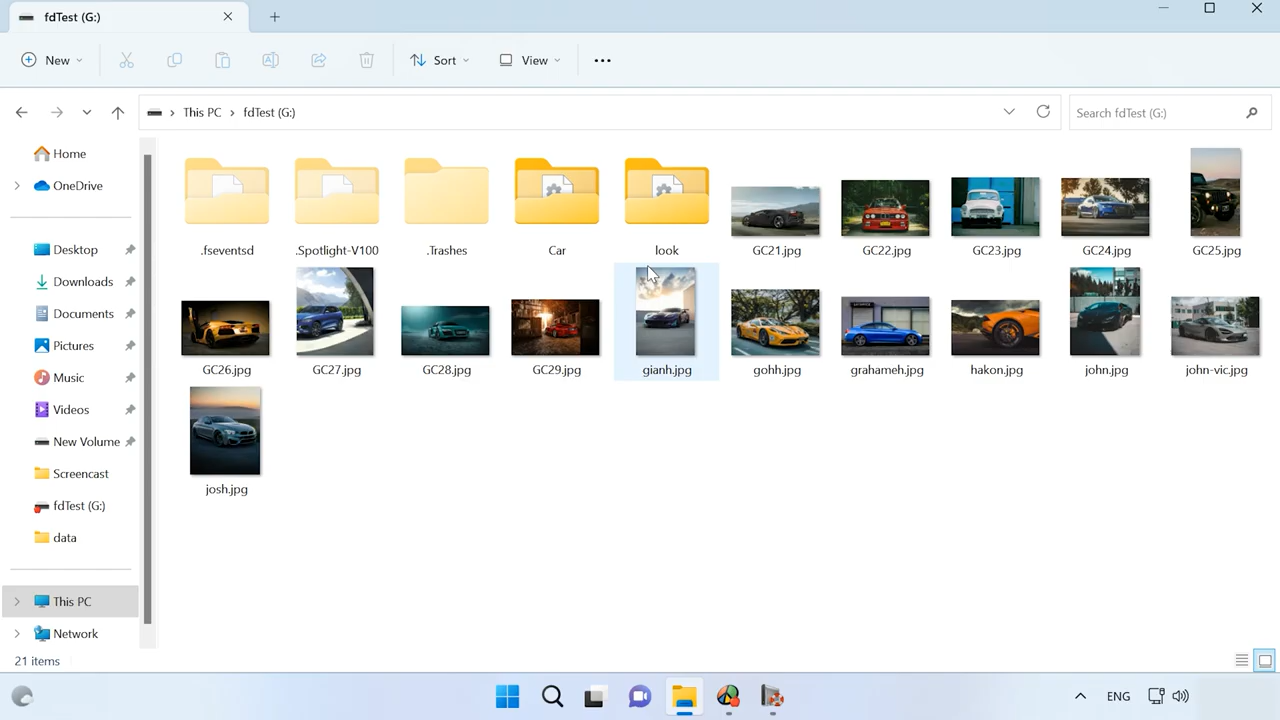 fdTest (G:)
New
Sort
View
This PC
fdTest (G:)
Search fdTest (G:)
Home
OneDrive
Desktop
Downloads
Documents
Pictures
Music
Videos
New Volume
Screencast
fdTest (G:)
data
This PC
Network
.fseventsd
.Spotlight-V100
.Trashes
Car
look
GC21.jpg
GC22.jpg
GC23.jpg
GC24.jpg
GC25.jpg
GC26.jpg
GC27.jpg
GC28.jpg
GC29.jpg
gianh.jpg
gohh.jpg
grahameh.jpg
hakon.jpg
john.jpg
john-vic.jpg
josh.jpg
21 items
ENG